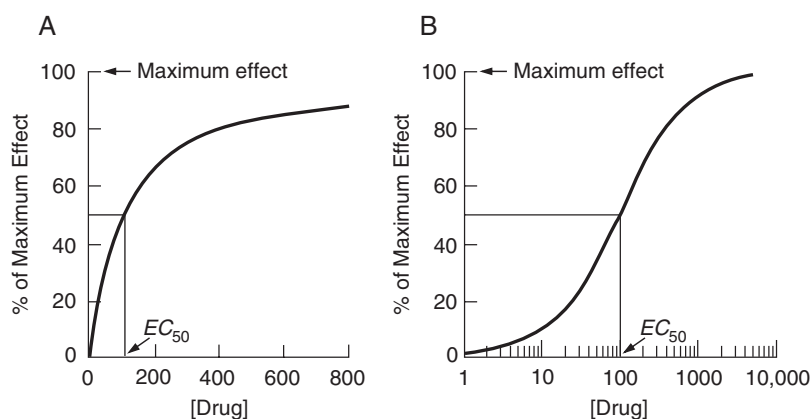 A
100
Maximum effect
80
60
40
20
0
% of Maximum Effect
EC50
0 200 400 600 800
[Drug]
B
100
Maximum effect
80
60
40
20
0
% of Maximum Effect
EC50
1 10 100 1000 10,000
[Drug]